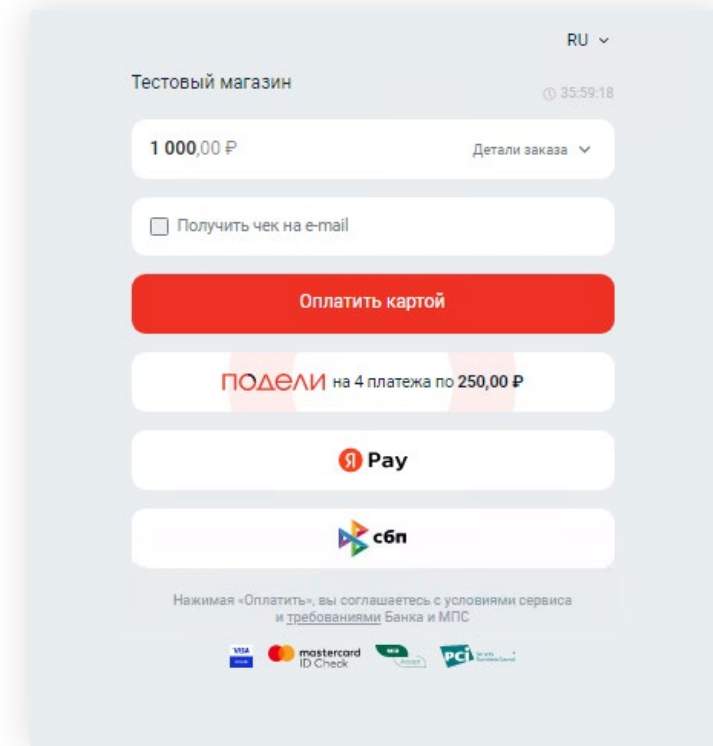 RU
Тестовый магазин
35:59:18
1 000,00 ₽
Детали заказа
Получить чек на e-mail
Оплатить картой
ПОДЕЛИ на 4 платежа по 250,00 ₽
Я Pay
сбп
Нажимая «Оплатить», вы соглашаетесь с условиями сервиса
и требованиями Банка и МПС
VISA mastercard PCI
ID Check Accept